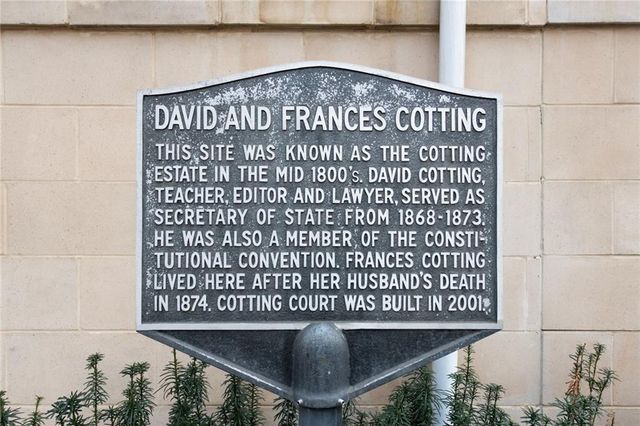 DAVID AND FRANCES COTTING
THIS SITE WAS KNOWN AS THE COTTING
ESTATE IN THE MID 1800's. DAVID COTTING,
TEACHER, EDITOR AND LAWYER, SERVED AS
SECRETARY OF STATE FROM 1868-1873.
HE WAS ALSO A MEMBER OF THE CONSTI-
TUTIONAL CONVENTION. FRANCES COTTING
LIVED HERE AFTER HER HUSBAND'S DEATH
IN 1874. COTTING COURT WAS BUILT IN 2001.